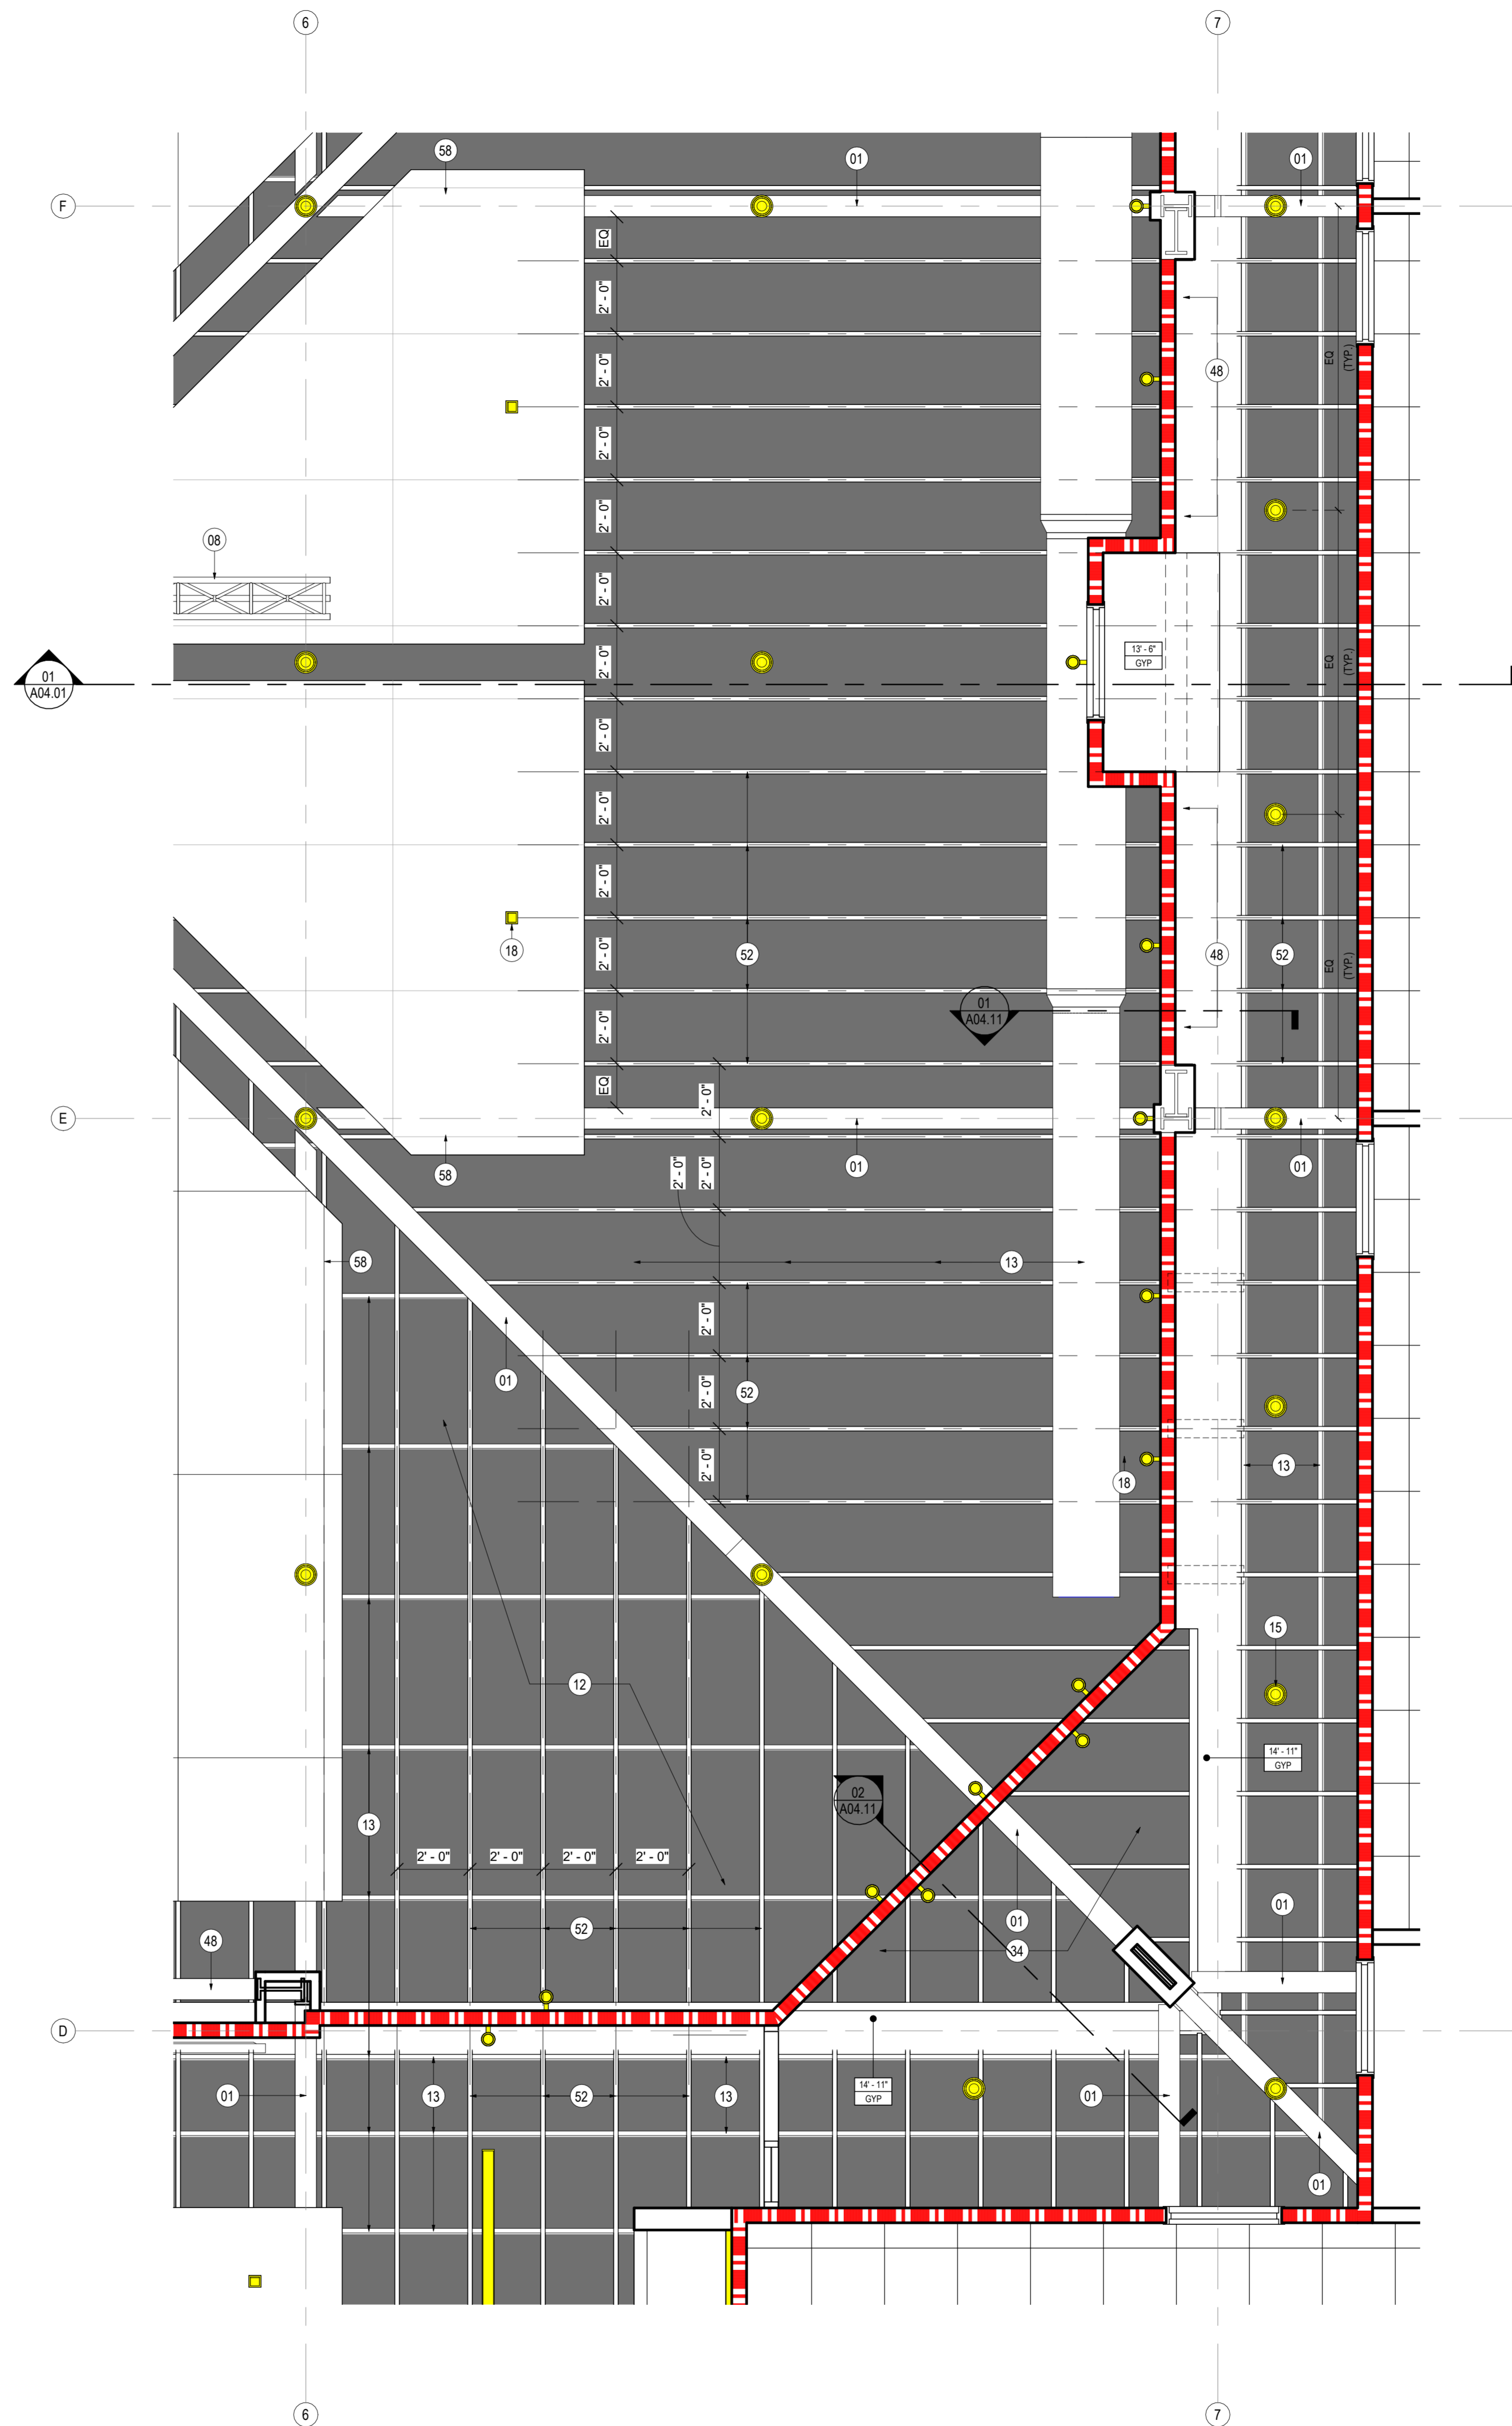 6
7
58
01
01
F
EQ
2' - 0"
2' - 0"
EQ
(TYP.)
48
2' - 0"
2' - 0"
08
2' - 0"
13' - 6"
GYP
2' - 0"
EQ
(TYP.)
01
A04.01
2' - 0"
2' - 0"
2' - 0"
18
52
48
52
2' - 0"
EQ
(TYP.)
01
A04.11
2' - 0"
EQ
2' - 0"
E
58
01
01
2' - 0"
2' - 0"
58
13
2' - 0"
01
52
2' - 0"
2' - 0"
13
18
15
12
14' - 11"
GYP
02
A04.11
13
2' - 0"
2' - 0"
2' - 0"
2' - 0"
01
01
52
48
34
D
01
13
52
13
14' - 11"
GYP
01
01
6
7